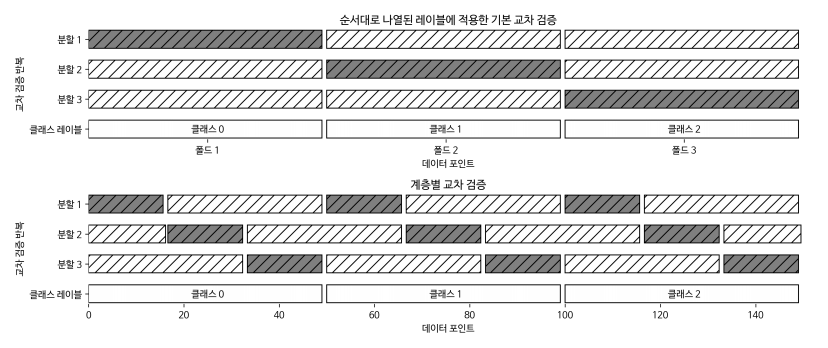 순서대로 나열된 레이블에 적용한 기본 교차 검증
교차 검증 반복
분할 1
분할 2
분할 3
클래스 레이블
클래스 0
클래스 1
클래스 2
폴드 1
폴드 2
폴드 3
데이터 포인트
계층별 교차 검증
교차 검증 반복
분할 1
분할 2
분할 3
클래스 레이블
클래스 0
클래스 1
클래스 2
0 20 40 60 80 100 120 140
데이터 포인트